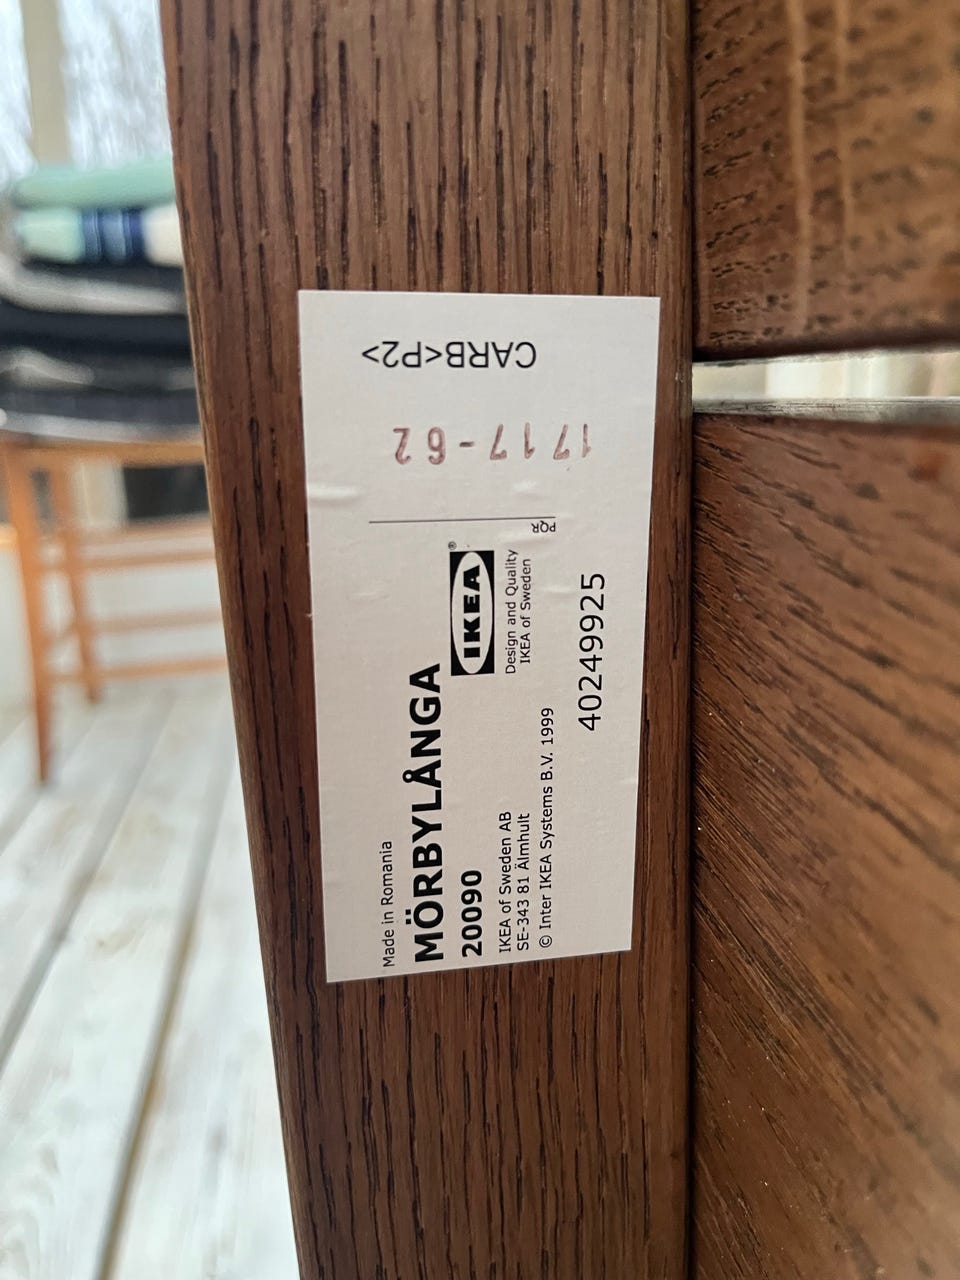 Made in Romania
MÖRBYLÅNGA
20090
IKEA®
IKEA of Sweden AB
SE-343 81 Älmhult
© Inter IKEA Systems B.V. 1999
Design and Quality
IKEA of Sweden
40249925
PQR
1717-62
CARB<P2>